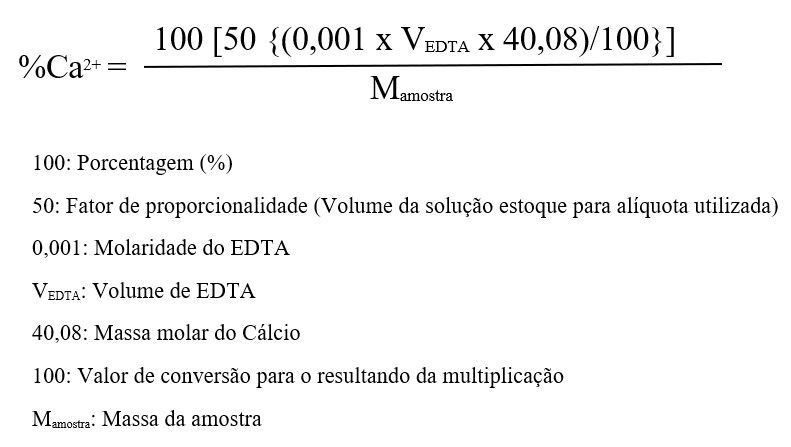 %Ca2+ = 100 [50 {(0,001 x VEDTA x 40,08)/100}]
Mamostra
100: Porcentagem (%)
50: Fator de proporcionalidade (Volume da solução estoque para alíquota utilizada)
0,001: Molaridade do EDTA
VEDTA: Volume de EDTA
40,08: Massa molar do Cálcio
100: Valor de conversão para o resultando da multiplicação
Mamostra: Massa da amostra